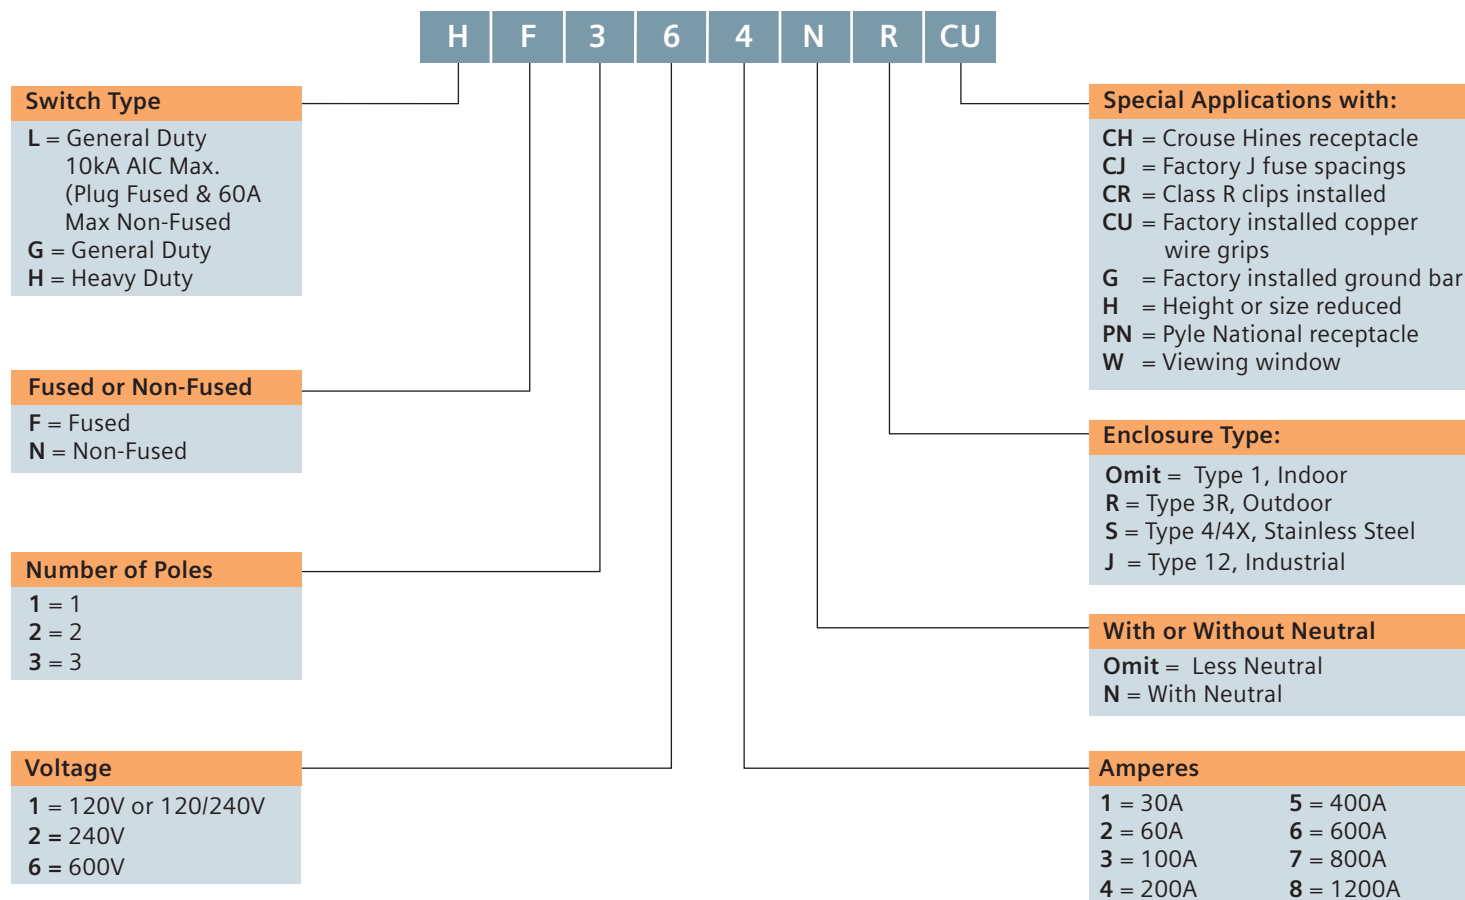 H F 3 6 4 N R CU
Switch Type
L = General Duty
10kA AIC Max.
(Plug Fused & 60A
Max Non-Fused
G = General Duty
H = Heavy Duty
Fused or Non-Fused
F = Fused
N = Non-Fused
Number of Poles
1 = 1
2 = 2
3 = 3
Voltage
1 = 120V or 120/240V
2 = 240V
6 = 600V
Special Applications with:
CH = Crouse Hines receptacle
CJ = Factory J fuse spacings
CR = Class R clips installed
CU = Factory installed copper
wire grips
G = Factory installed ground bar
H = Height or size reduced
PN = Pyle National receptacle
W = Viewing window
Enclosure Type:
Omit = Type 1, Indoor
R = Type 3R, Outdoor
S = Type 4/4X, Stainless Steel
J = Type 12, Industrial
With or Without Neutral
Omit = Less Neutral
N = With Neutral
Amperes
1 = 30A 5 = 400A
2 = 60A 6 = 600A
3 = 100A 7 = 800A
4 = 200A 8 = 1200A